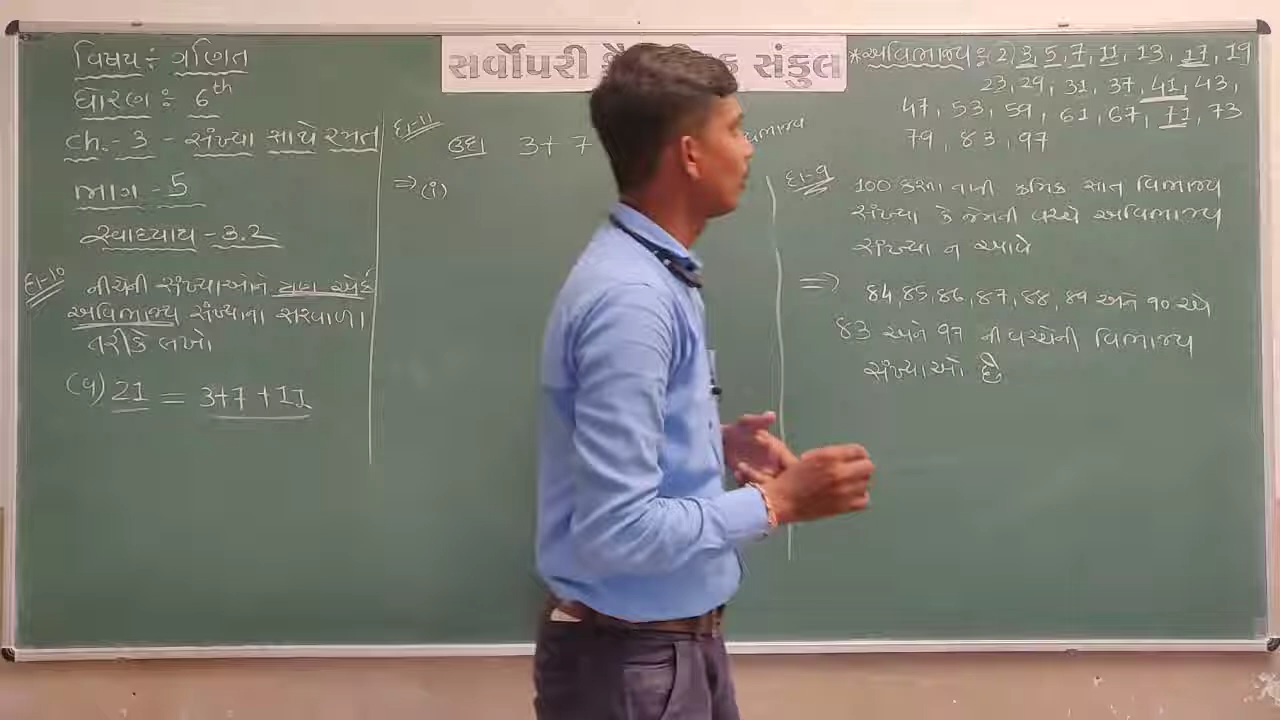 વિષય : ગણિત
ધોરણ : 6th
ch. - 3 - સંખ્યા સાથે રમત
ભાગ - 5
સ્વાધ્યાય - 3.2
દા-10 નીચેની સંખ્યાઓને ત્રણ એકી
અવિભાજ્ય સંખ્યાના સરવાળા
તરીકે લખો
21 = 3+7+11
સર્વોપરી સંકુલ
દા-11
ઉદા 3+7
⇒ (i)
*અવિભાજ્ય : 2, 3, 5, 7, 11, 13, 17, 19
23, 29, 31, 37, 41, 43,
47, 53, 59, 61, 67, 71, 73
79, 83, 97
દા-9 100 કરતા નાની ક્રમિક સાત વિભાજ્ય
સંખ્યા કે જેમની વચ્ચે અવિભાજ્ય
સંખ્યા ન આવે
⇒ 84, 85, 86, 87, 88, 89 અને 90 એ
83 અને 97 ની વચ્ચેની વિભાજ્ય
સંખ્યાઓ છે